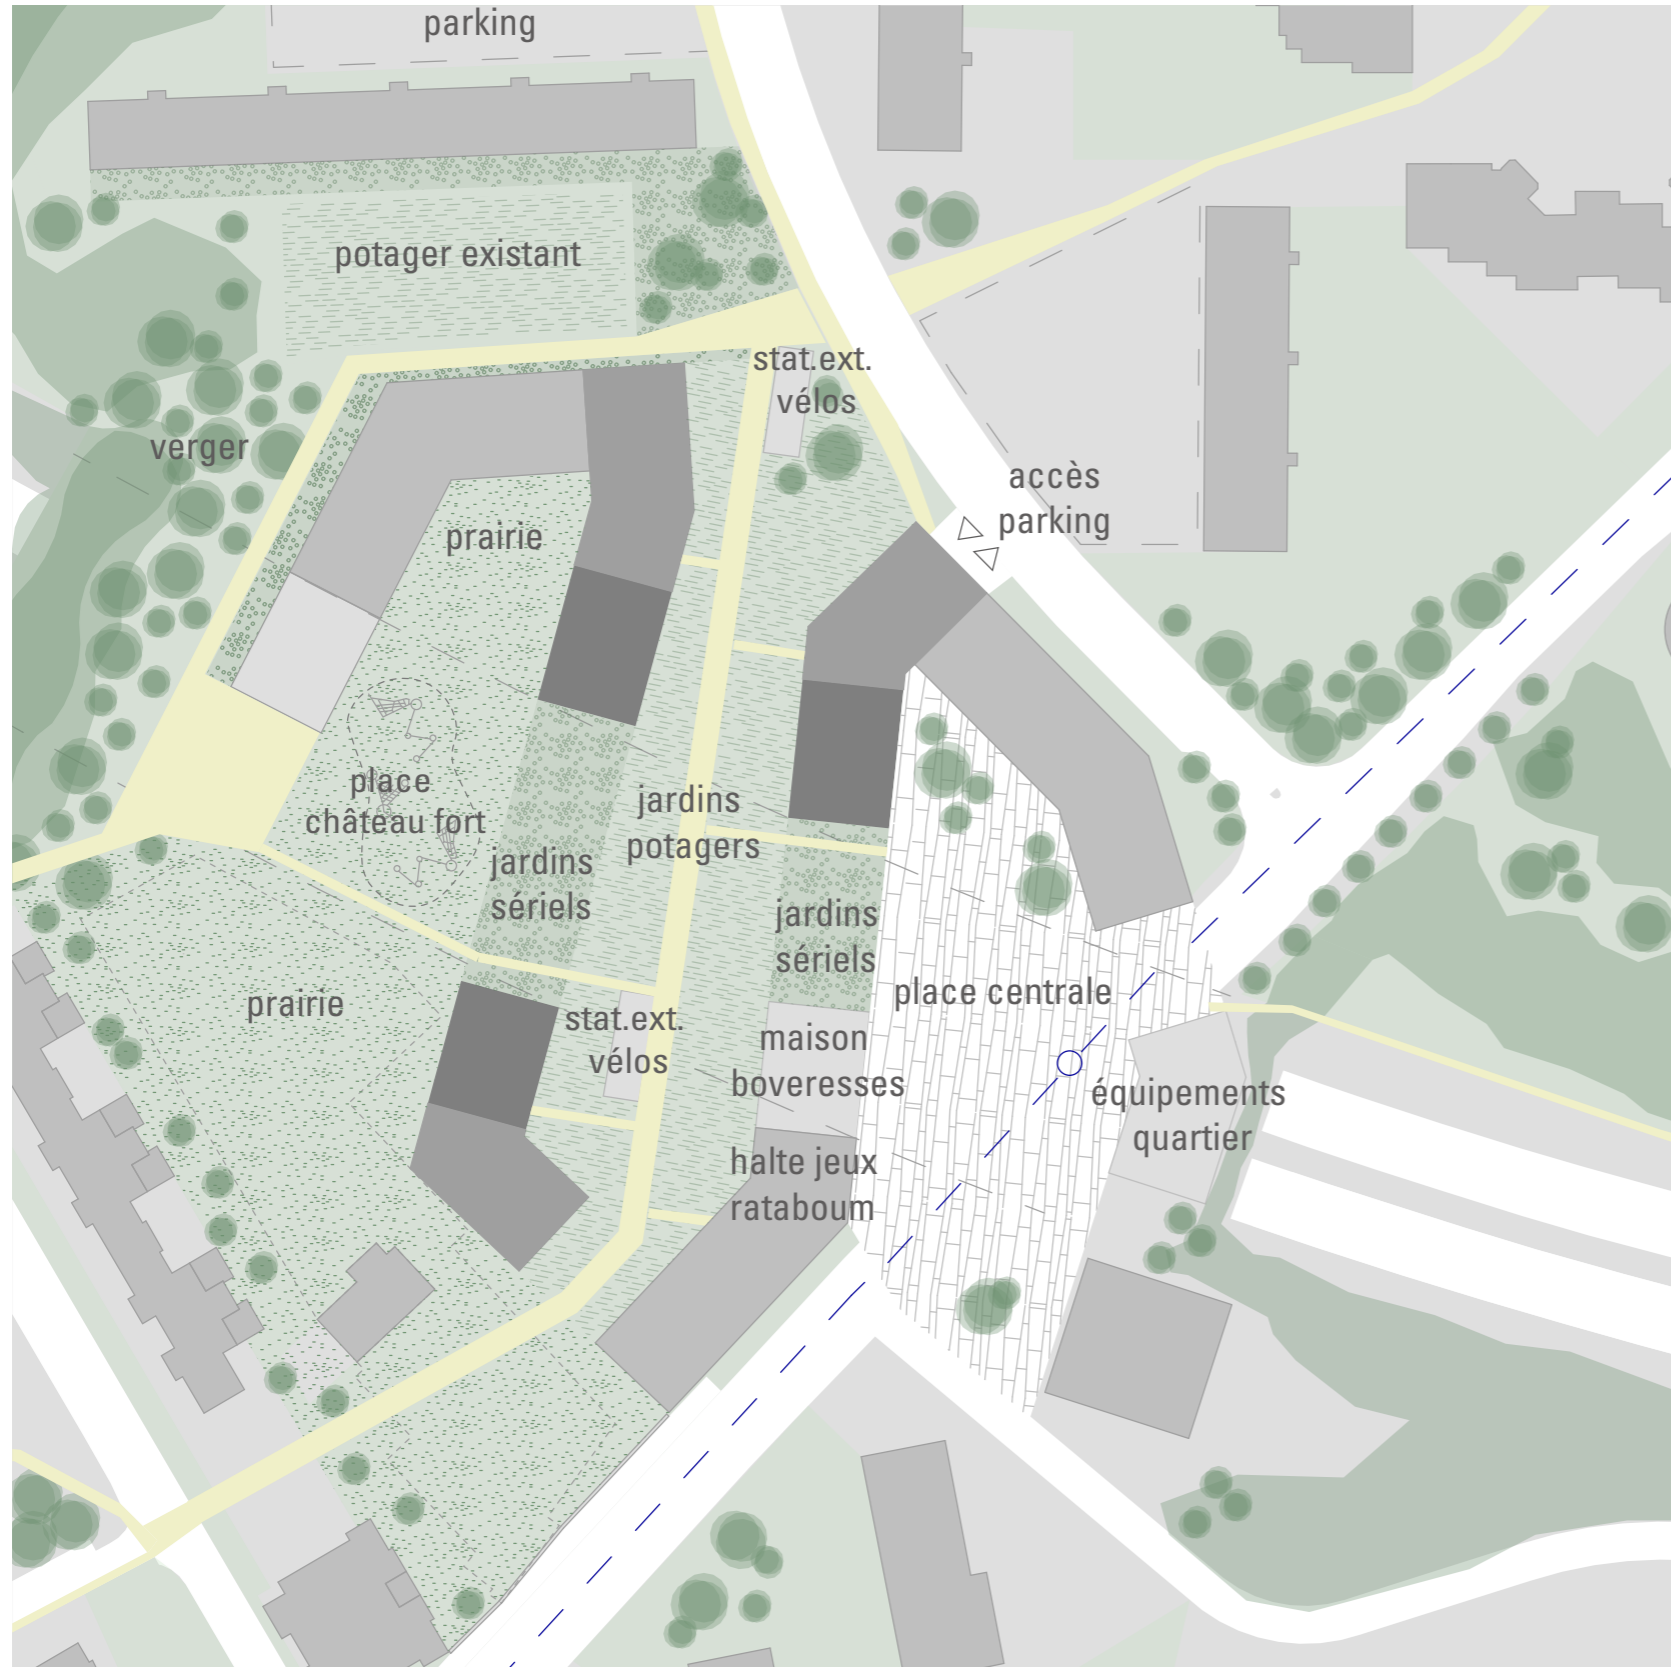 parking
potager existant
stat.ext.
vélos
verger
accès
parking
prairie
place
château fort
jardins
potagers
jardins
sériels
jardins
sériels
place centrale
prairie
stat.ext.
vélos
maison
boveresses
équipements
quartier
halte jeux
rataboum